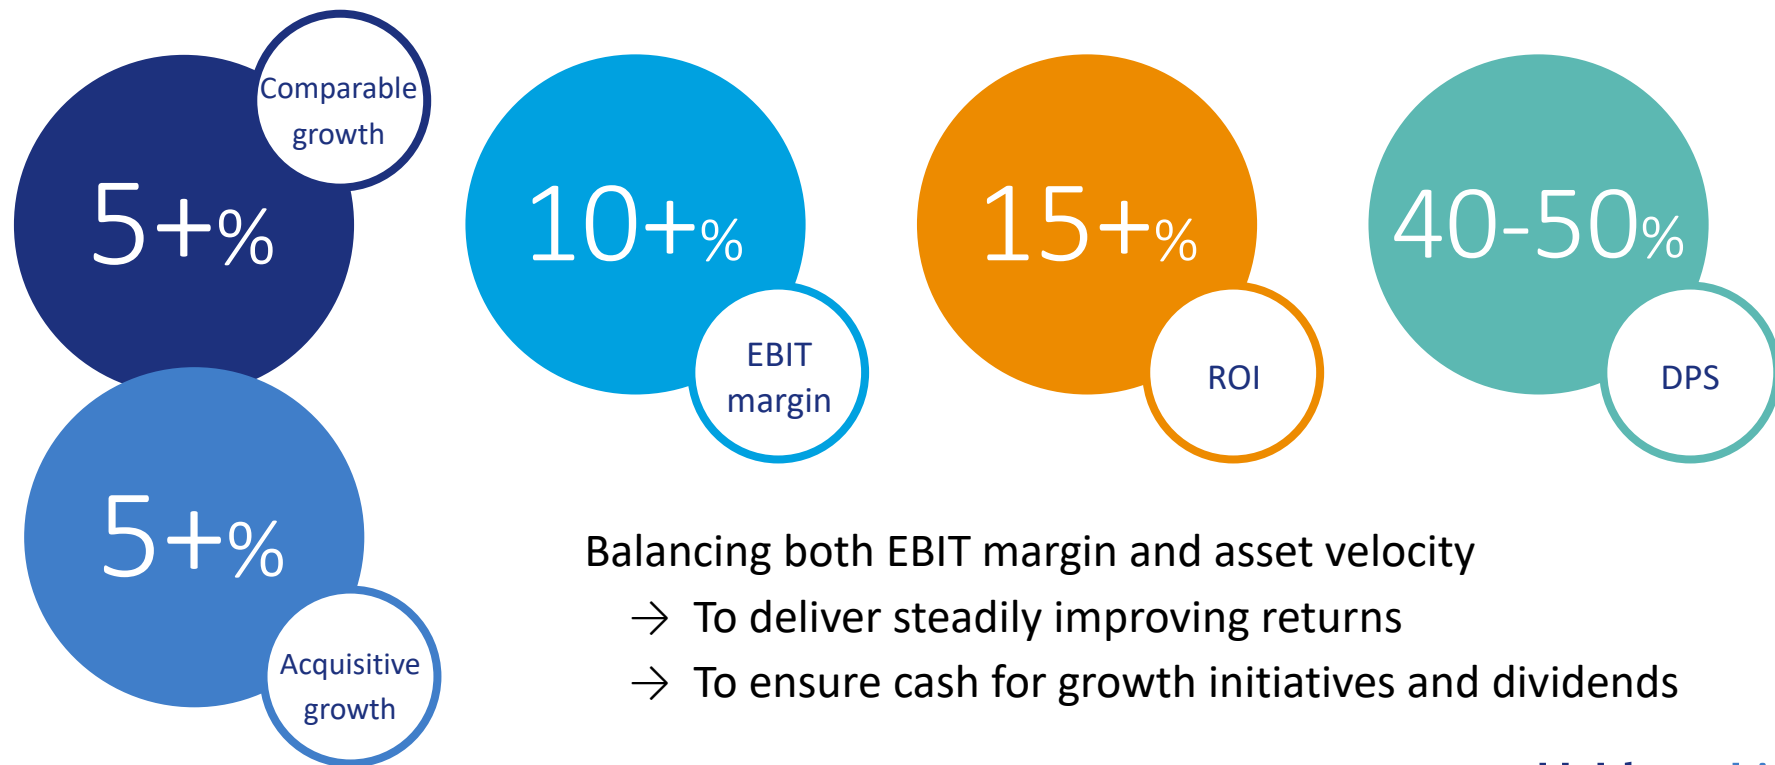 Comparable
growth
5+%
10+%
EBIT
margin
15+%
ROI
40-50%
DPS
5+%
Acquisitive
growth
Balancing both EBIT margin and asset velocity
→ To deliver steadily improving returns
→ To ensure cash for growth initiatives and dividends